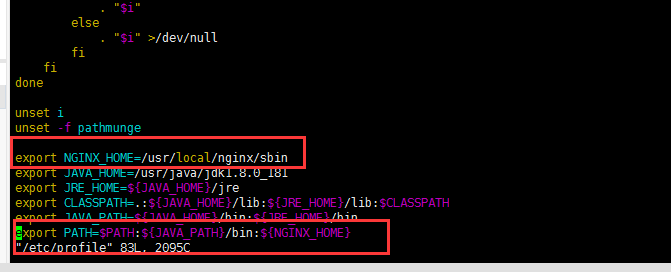 . "$i"
else
. "$i" >/dev/null
fi
fi
done
unset i
unset -f pathmunge
export NGINX_HOME=/usr/local/nginx/sbin
export JAVA_HOME=/usr/java/jdk1.8.0_181
export JRE_HOME=${JAVA_HOME}/jre
export CLASSPATH=.:${JAVA_HOME}/lib:${JRE_HOME}/lib:$CLASSPATH
export JAVA_PATH=${JAVA_HOME}/bin:${JRE_HOME}/bin
export PATH=$PATH:${JAVA_PATH}/bin:${NGINX_HOME}
"/etc/profile" 83L, 2095C